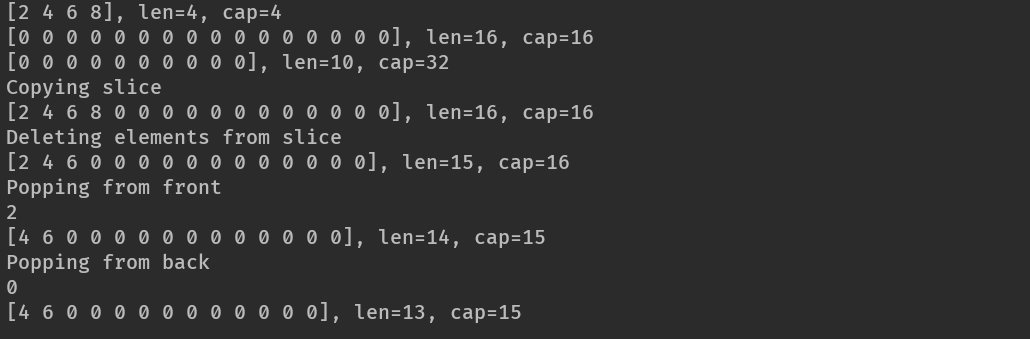 [2 4 6 8], len=4, cap=4
[0 0 0 0 0 0 0 0 0 0 0 0 0 0 0 0], len=16, cap=16
[0 0 0 0 0 0 0 0 0 0], len=10, cap=32
Copying slice
[2 4 6 8 0 0 0 0 0 0 0 0 0 0 0 0], len=16, cap=16
Deleting elements from slice
[2 4 6 0 0 0 0 0 0 0 0 0 0 0 0], len=15, cap=16
Popping from front
2
[4 6 0 0 0 0 0 0 0 0 0 0 0 0], len=14, cap=15
Popping from back
0
[4 6 0 0 0 0 0 0 0 0 0 0 0], len=13, cap=15